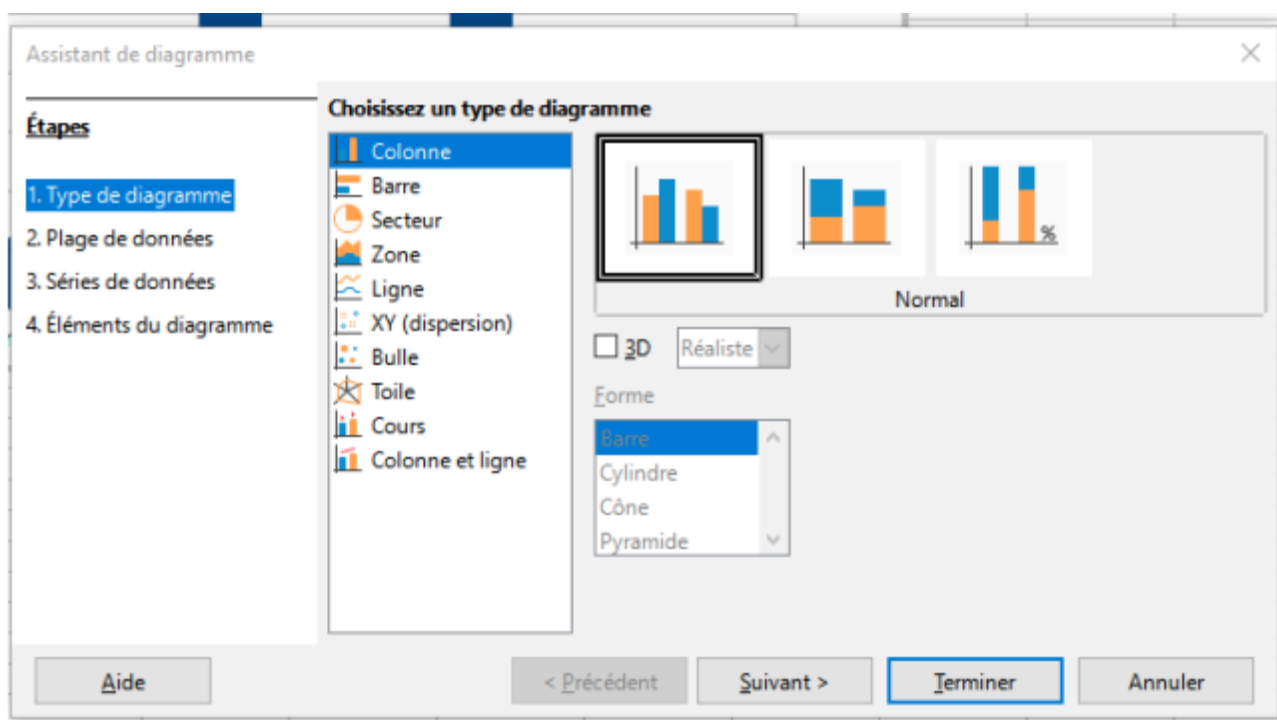 Assistant de diagramme
Étapes
1. Type de diagramme
2. Plage de données
3. Séries de données
4. Éléments du diagramme
Choisissez un type de diagramme
Colonne
Barre
Secteur
Zone
Ligne
XY (dispersion)
Bulle
Toile
Cours
Colonne et ligne
%
Normal
3D Réaliste
Forme
Barre
Cylindre
Cône
Pyramide
Aide < Précédent Suivant > Terminer Annuler